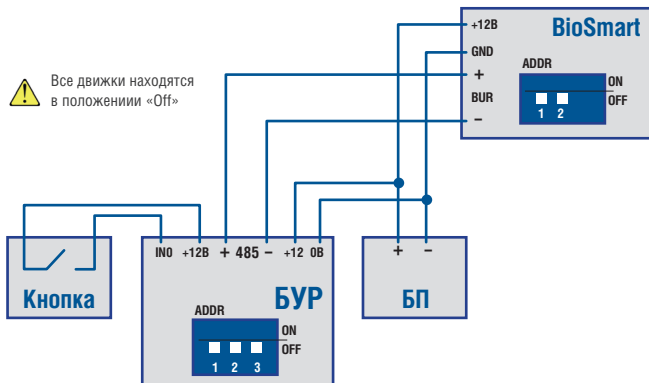 +12В
BioSmart
GND
ADDR
+
ON
BUR
OFF
1 2
–
Все движки находятся
в положениии «Off»
IN0 +12В + 485 – +12 0В
+ –
Кнопка
БУР
БП
ADDR
ON
OFF
1 2 3